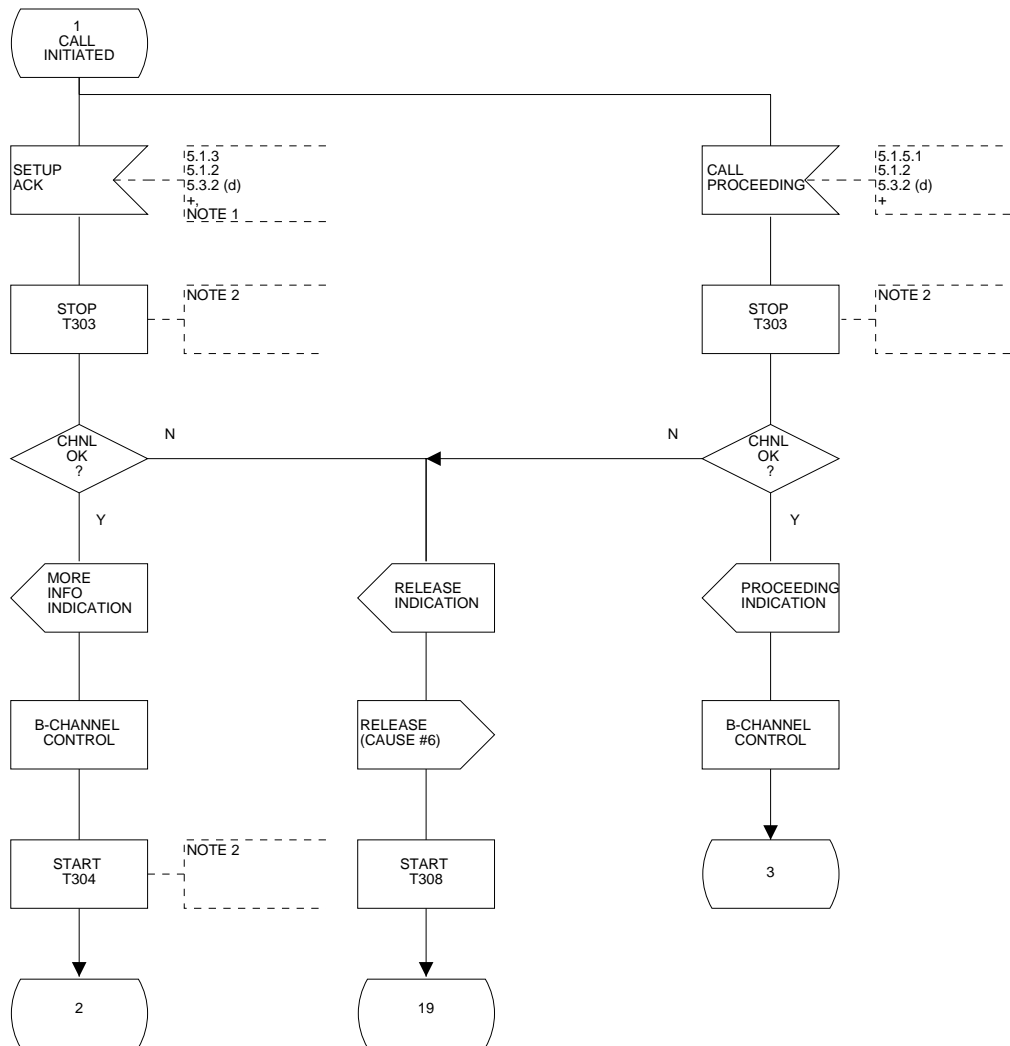 1
CALL
INITIATED
SETUP
ACK
5.1.3
5.1.2
5.3.2 (d)
+,
NOTE 1
CALL
PROCEEDING
5.1.5.1
5.1.2
5.3.2 (d)
+
STOP
T303
NOTE 2
STOP
T303
NOTE 2
CHNL
OK
?
N
N
CHNL
OK
?
Y
Y
MORE
INFO
INDICATION
RELEASE
INDICATION
PROCEEDING
INDICATION
B-CHANNEL
CONTROL
RELEASE
(CAUSE #6)
B-CHANNEL
CONTROL
START
T304
NOTE 2
START
T308
3
2
19